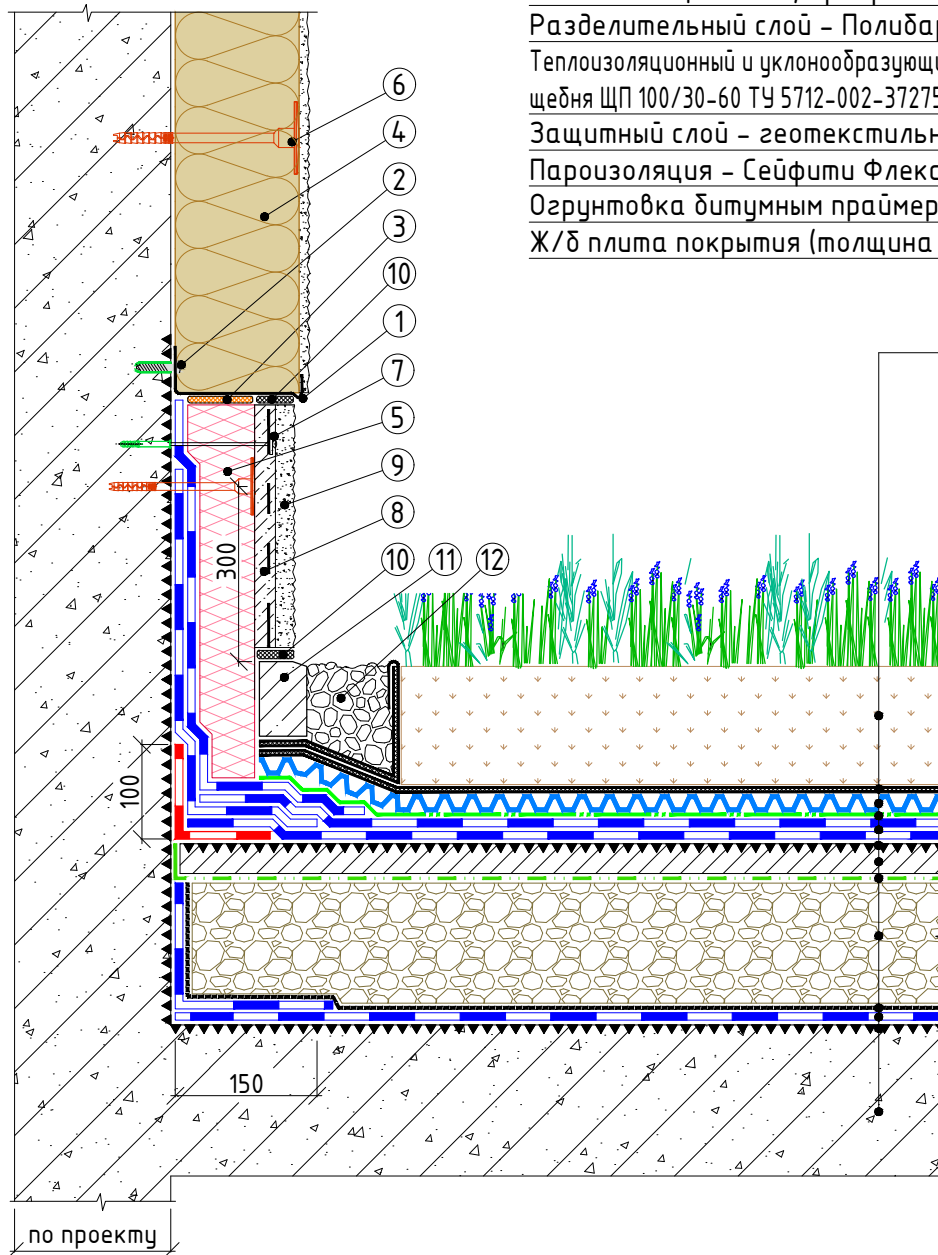 Разделительный слой – Полибар
Теплоизоляционный и уклонообразующи
щебня ЩП 100/30-60 ТУ 5712-002-37275
Защитный слой – геотекстильн
Пароизоляция – Сейфити Флекс
Огрунтовка битумным праймер
Ж/б плита покрытия (толщина
6
4
2
3
10
1
7
5
9
8
300
10
11
12
100
150
по проекту